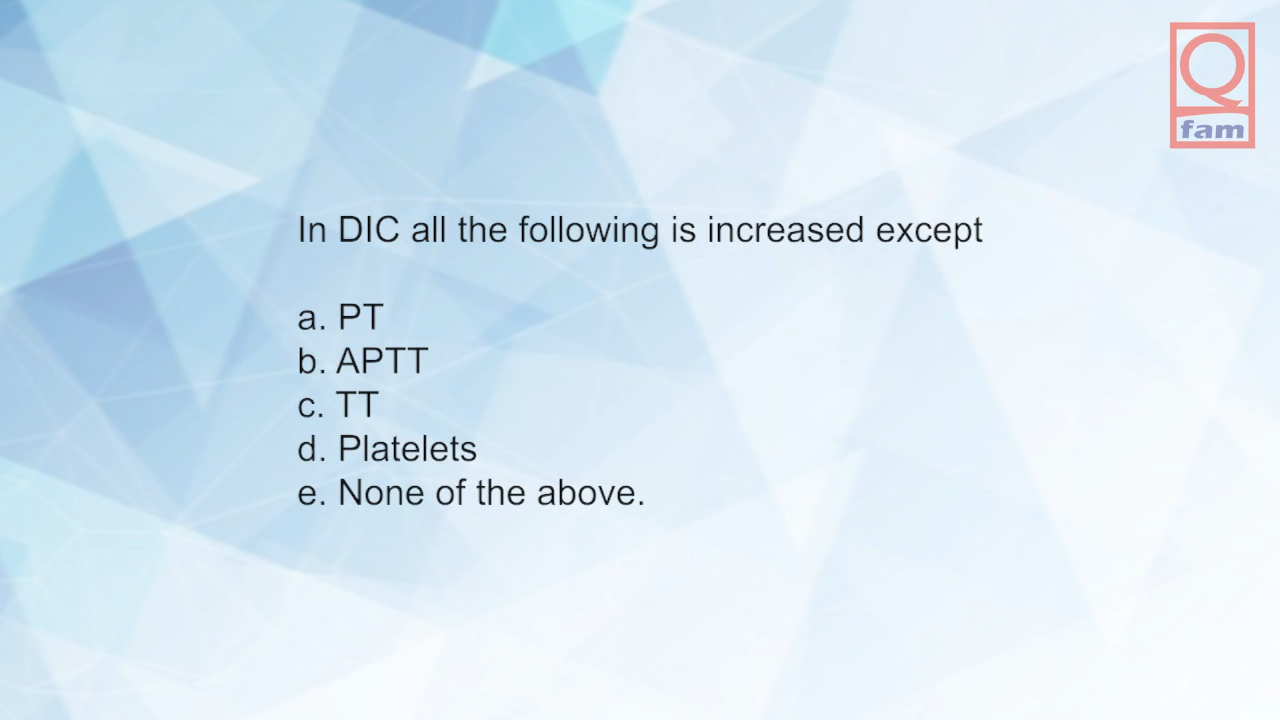 Q
fam
In DIC all the following is increased except
a. PT
b. APTT
c. TT
d. Platelets
e. None of the above.